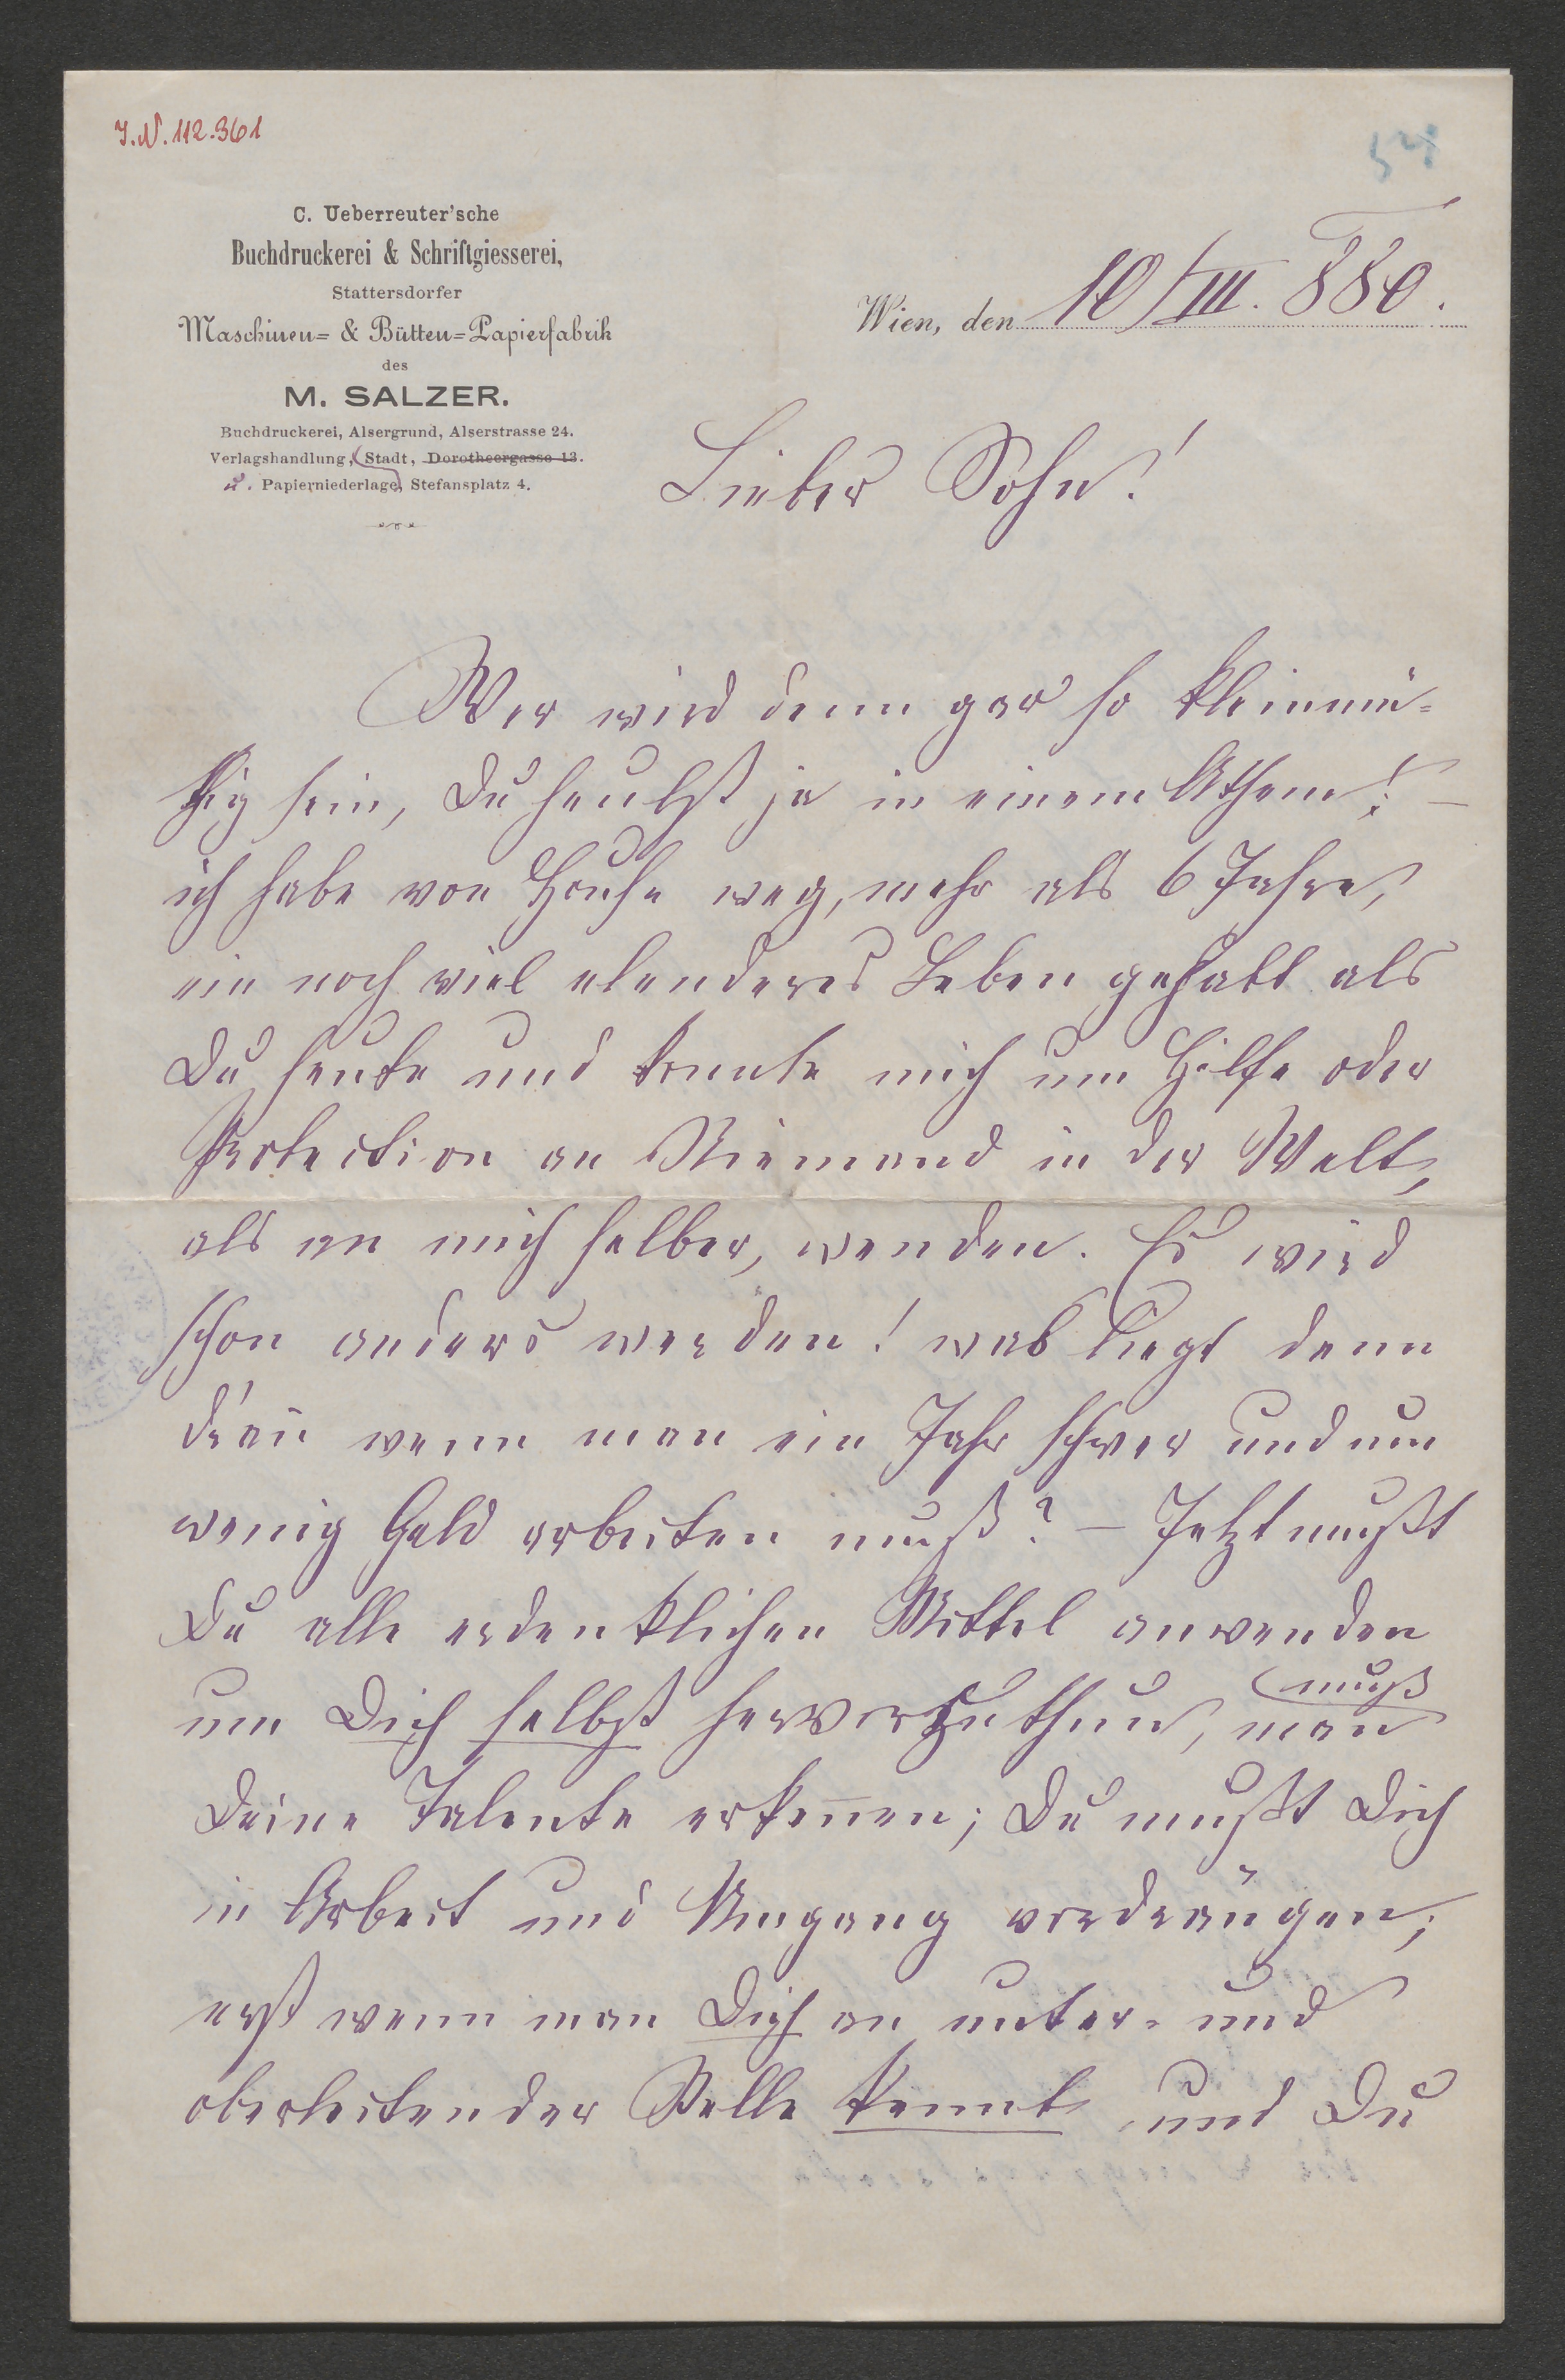 I.N. 112.361
54
C. Ueberreuter'sche
Buchdruckerei & Schriftgiesserei,
Stattersdorfer
Maschinen- & Bütten-Papierfabrik
des
M. SALZER.
Buchdruckerei, Alsergrund, Alserstrasse 24.
Verlagshandlung, Stadt, Dorotheergasse 13.
u. Papierniederlage, Stefansplatz 4.
Wien, den 10/III. 880.
Lieber Sohn!
Wer wird denn gar so kleinmü-
thig sein, Du heulst ja in einem Athem! –
ich habe von Hause weg, mehr als 6 Jahre,
ein noch viel elenderes Leben gehabt als
Du heute und konnte mich um Hilfe oder
Protection an Niemand in der Welt,
als an mich selber, wenden. Es wird
schon anders werden! was liegt denn
d'ran wenn man ein Jahr schwer und um
wenig Geld arbeiten muß? – Jetzt mußt
Du alle erdenklichen Mittel anwenden
muß
um Dich selbst hervorzuthun, man
Deine Talente erkennen; Du mußt Dich
in Arbeit und Umgang vordrängen;
erst wenn man Dich an unter- und
oberleitender Stelle kennt und Du